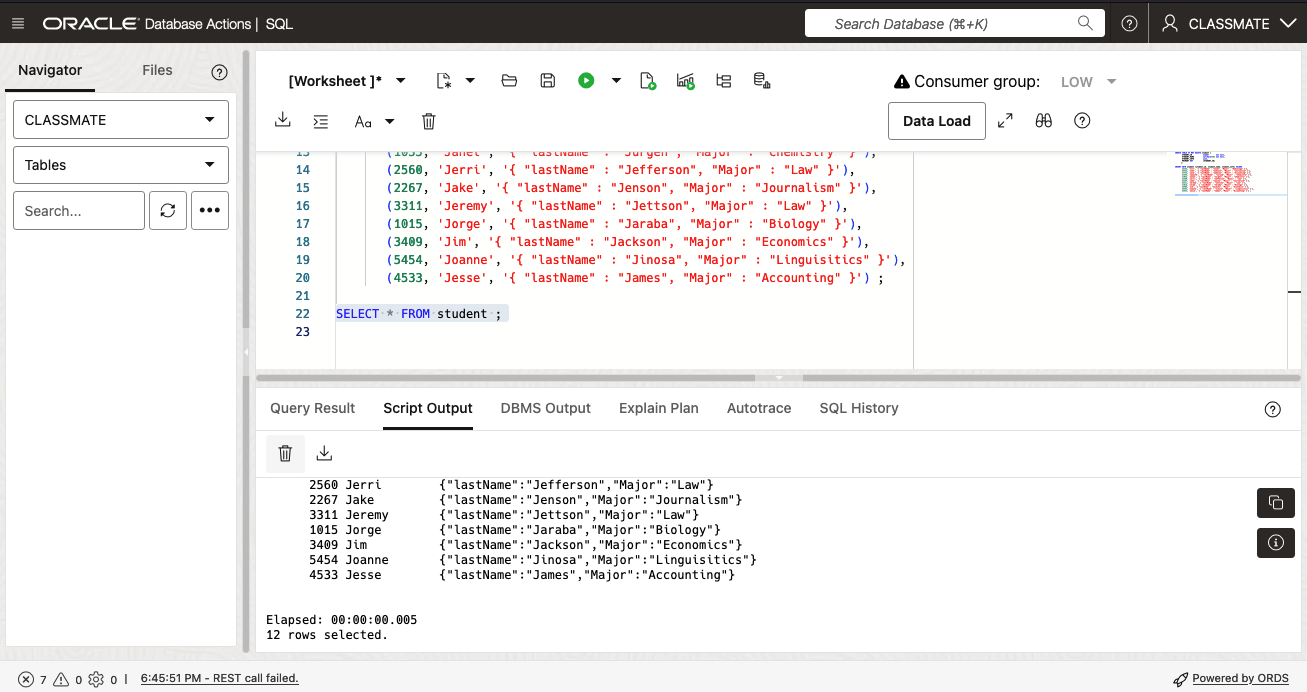 ORACLE Database Actions | SQL
Search Database (⌘+K)
CLASSMATE
Navigator
Files
CLASSMATE
Tables
Search...
[Worksheet ]*
Consumer group: LOW
Aa
Data Load
13 (1035, 'Janet', '{ "lastName" : "Jurgen", "Major" : "Chemistry" }'),
14 (2560, 'Jerri', '{ "lastName" : "Jefferson", "Major" : "Law" }'),
15 (2267, 'Jake', '{ "lastName" : "Jenson", "Major" : "Journalism" }'),
16 (3311, 'Jeremy', '{ "lastName" : "Jettson", "Major" : "Law" }'),
17 (1015, 'Jorge', '{ "lastName" : "Jaraba", "Major" : "Biology" }'),
18 (3409, 'Jim', '{ "lastName" : "Jackson", "Major" : "Economics" }'),
19 (5454, 'Joanne', '{ "lastName" : "Jinosa", "Major" : "Linguisitics" }'),
20 (4533, 'Jesse', '{ "lastName" : "James", "Major" : "Accounting" }') ;
21
22 SELECT * FROM student ;
23
Query Result
Script Output
DBMS Output
Explain Plan
Autotrace
SQL History
2560 Jerri {"lastName":"Jefferson","Major":"Law"}
2267 Jake {"lastName":"Jenson","Major":"Journalism"}
3311 Jeremy {"lastName":"Jettson","Major":"Law"}
1015 Jorge {"lastName":"Jaraba","Major":"Biology"}
3409 Jim {"lastName":"Jackson","Major":"Economics"}
5454 Joanne {"lastName":"Jinosa","Major":"Linguisitics"}
4533 Jesse {"lastName":"James","Major":"Accounting"}
Elapsed: 00:00:00.005
12 rows selected.
7 0 0 | 6:45:51 PM - REST call failed.
Powered by ORDS